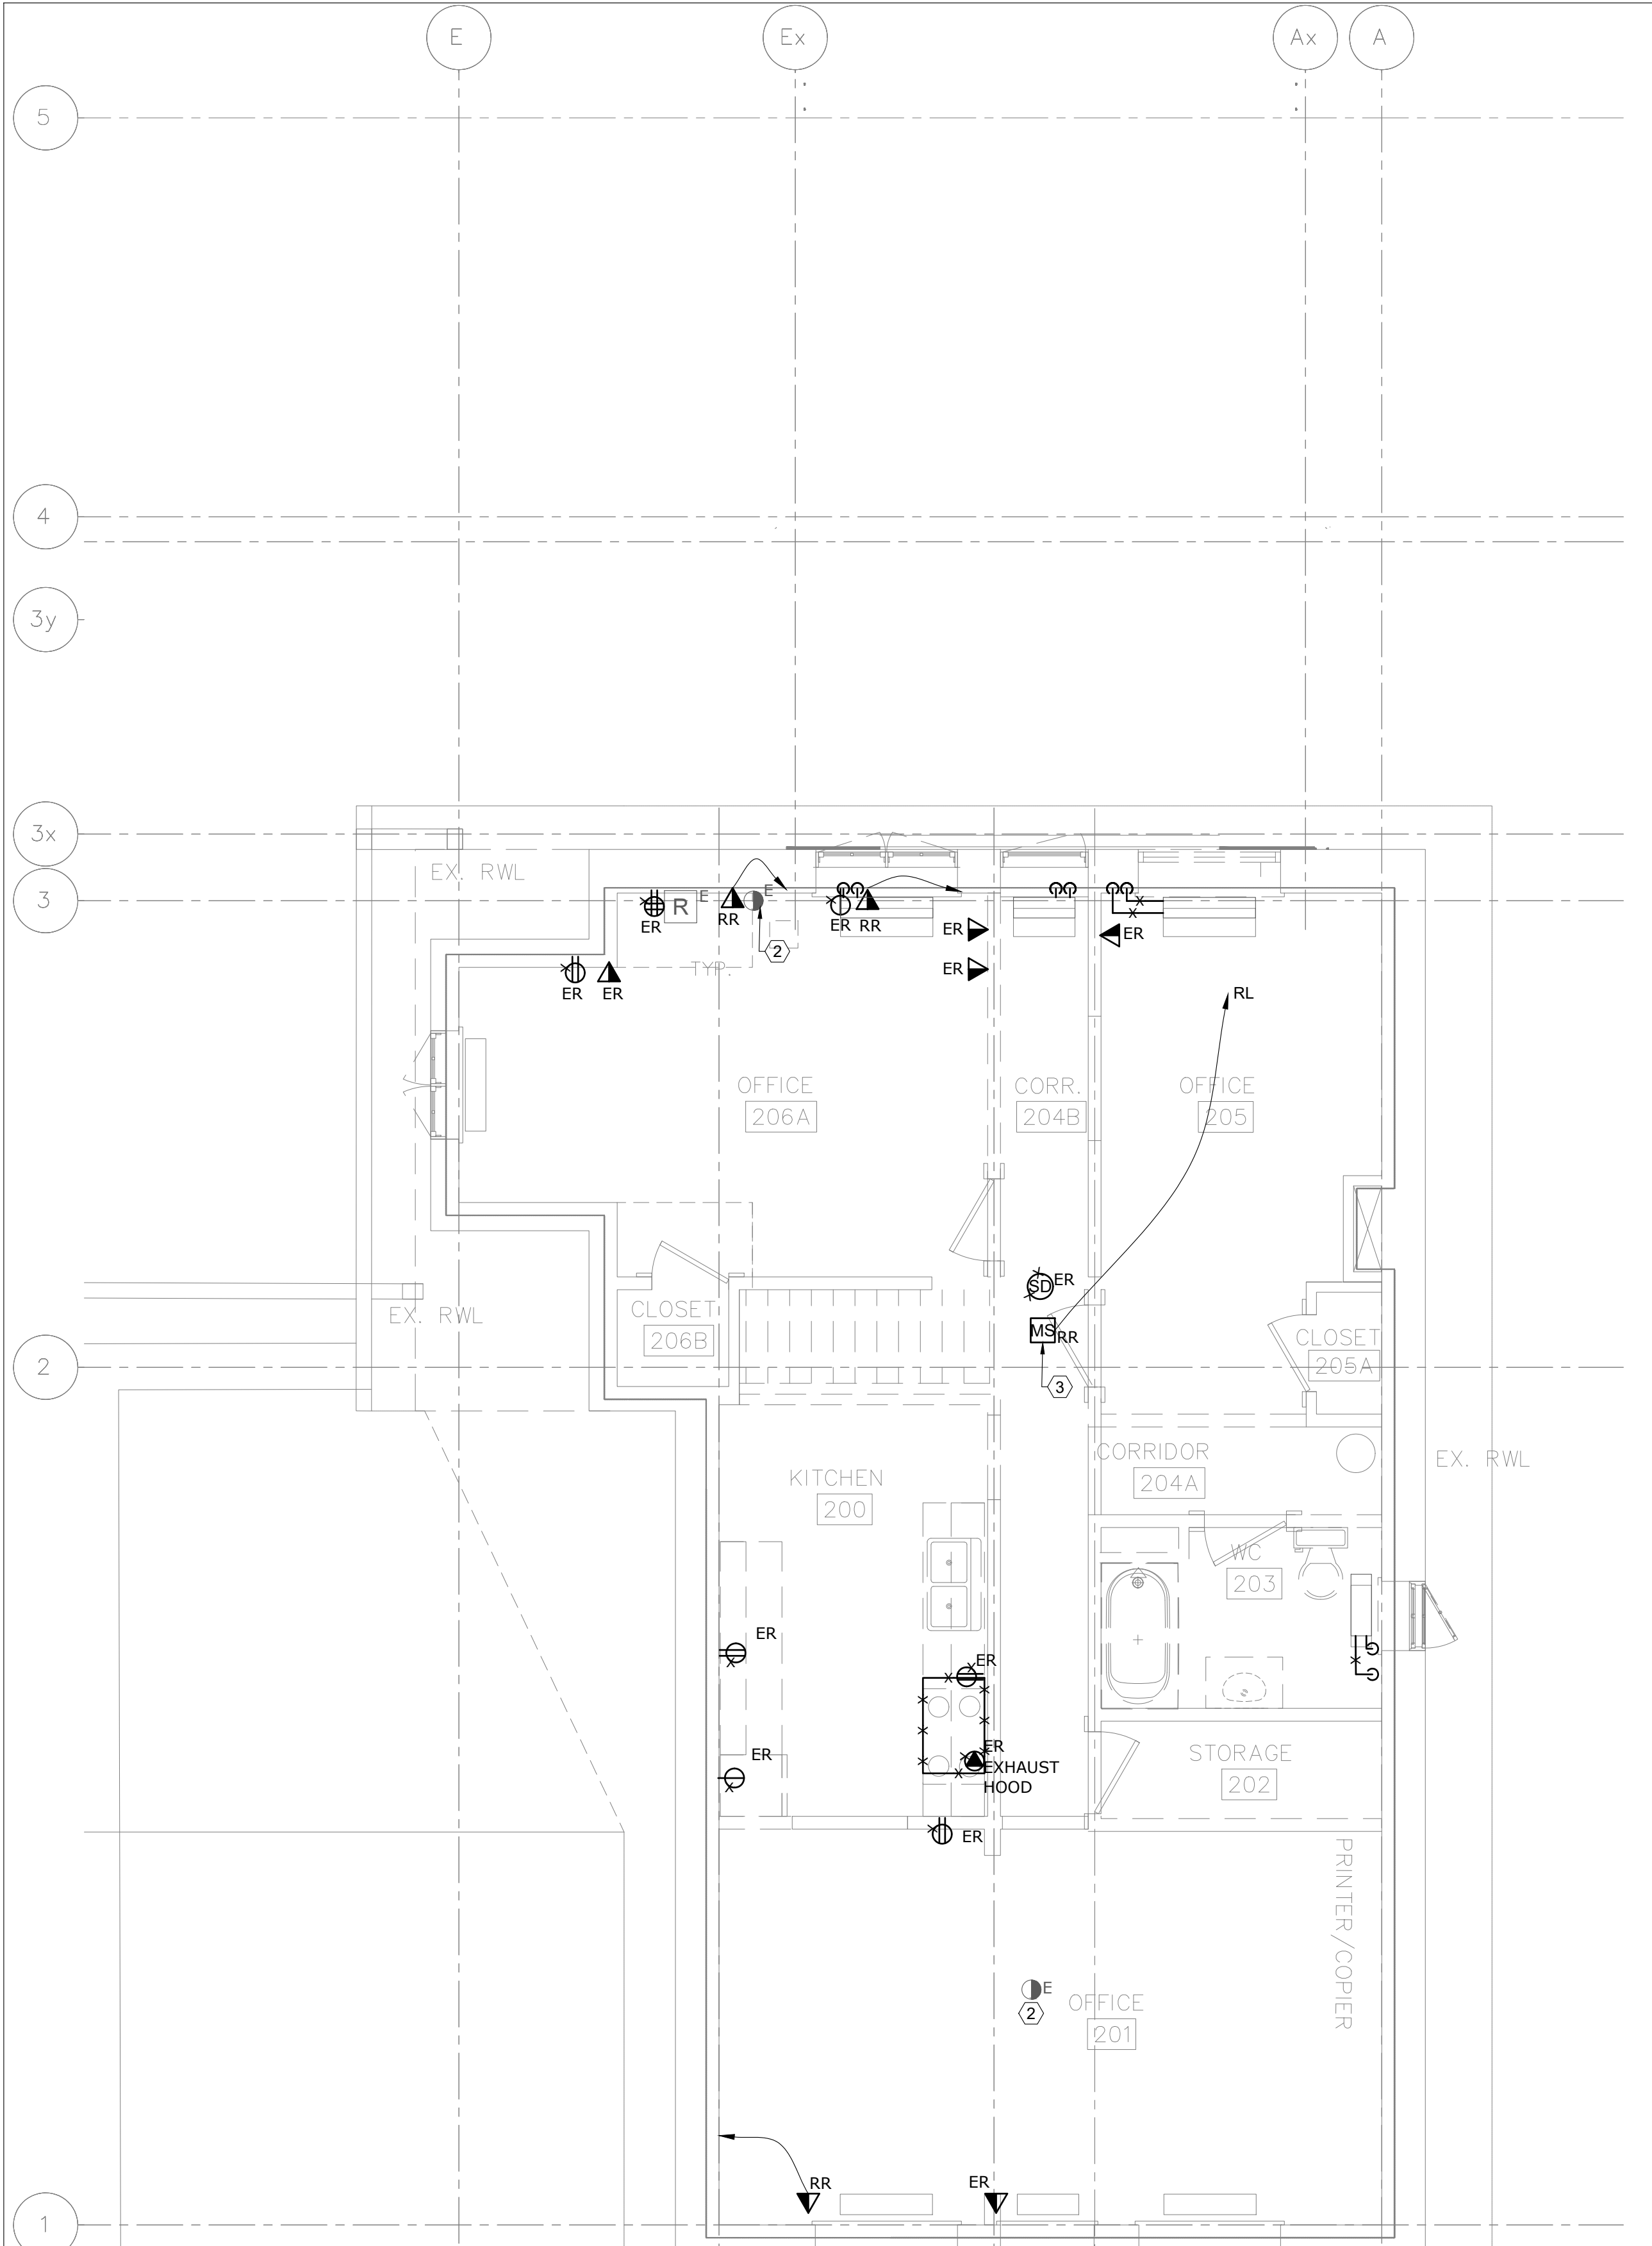 E
Ex
Ax
A
5
4
3y
3x
EX. RWL
3
R
E
E
ER
RR
ER
RR
ER
ER
2
ER
TYP.
ER
ER
RL
OFFICE
206A
CORR.
204B
OFFICE
205
SD
ER
EX. RWL
CLOSET
206B
MS
RR
CLOSET
205A
2
3
CORRIDOR
204A
EX. RWL
KITCHEN
200
WC
203
ER
ER
ER
ER
EXHAUST
HOOD
STORAGE
202
ER
PRINTER/COPIER
E
2
OFFICE
201
RR
ER
1